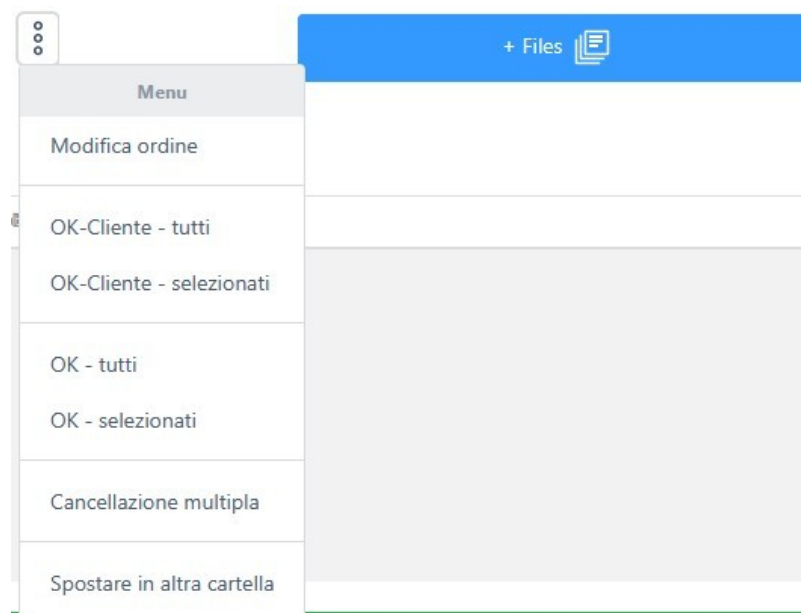 + Files
Menu
Modifica ordine
OK-Cliente - tutti
OK-Cliente - selezionati
OK - tutti
OK - selezionati
Cancellazione multipla
Spostare in altra cartella